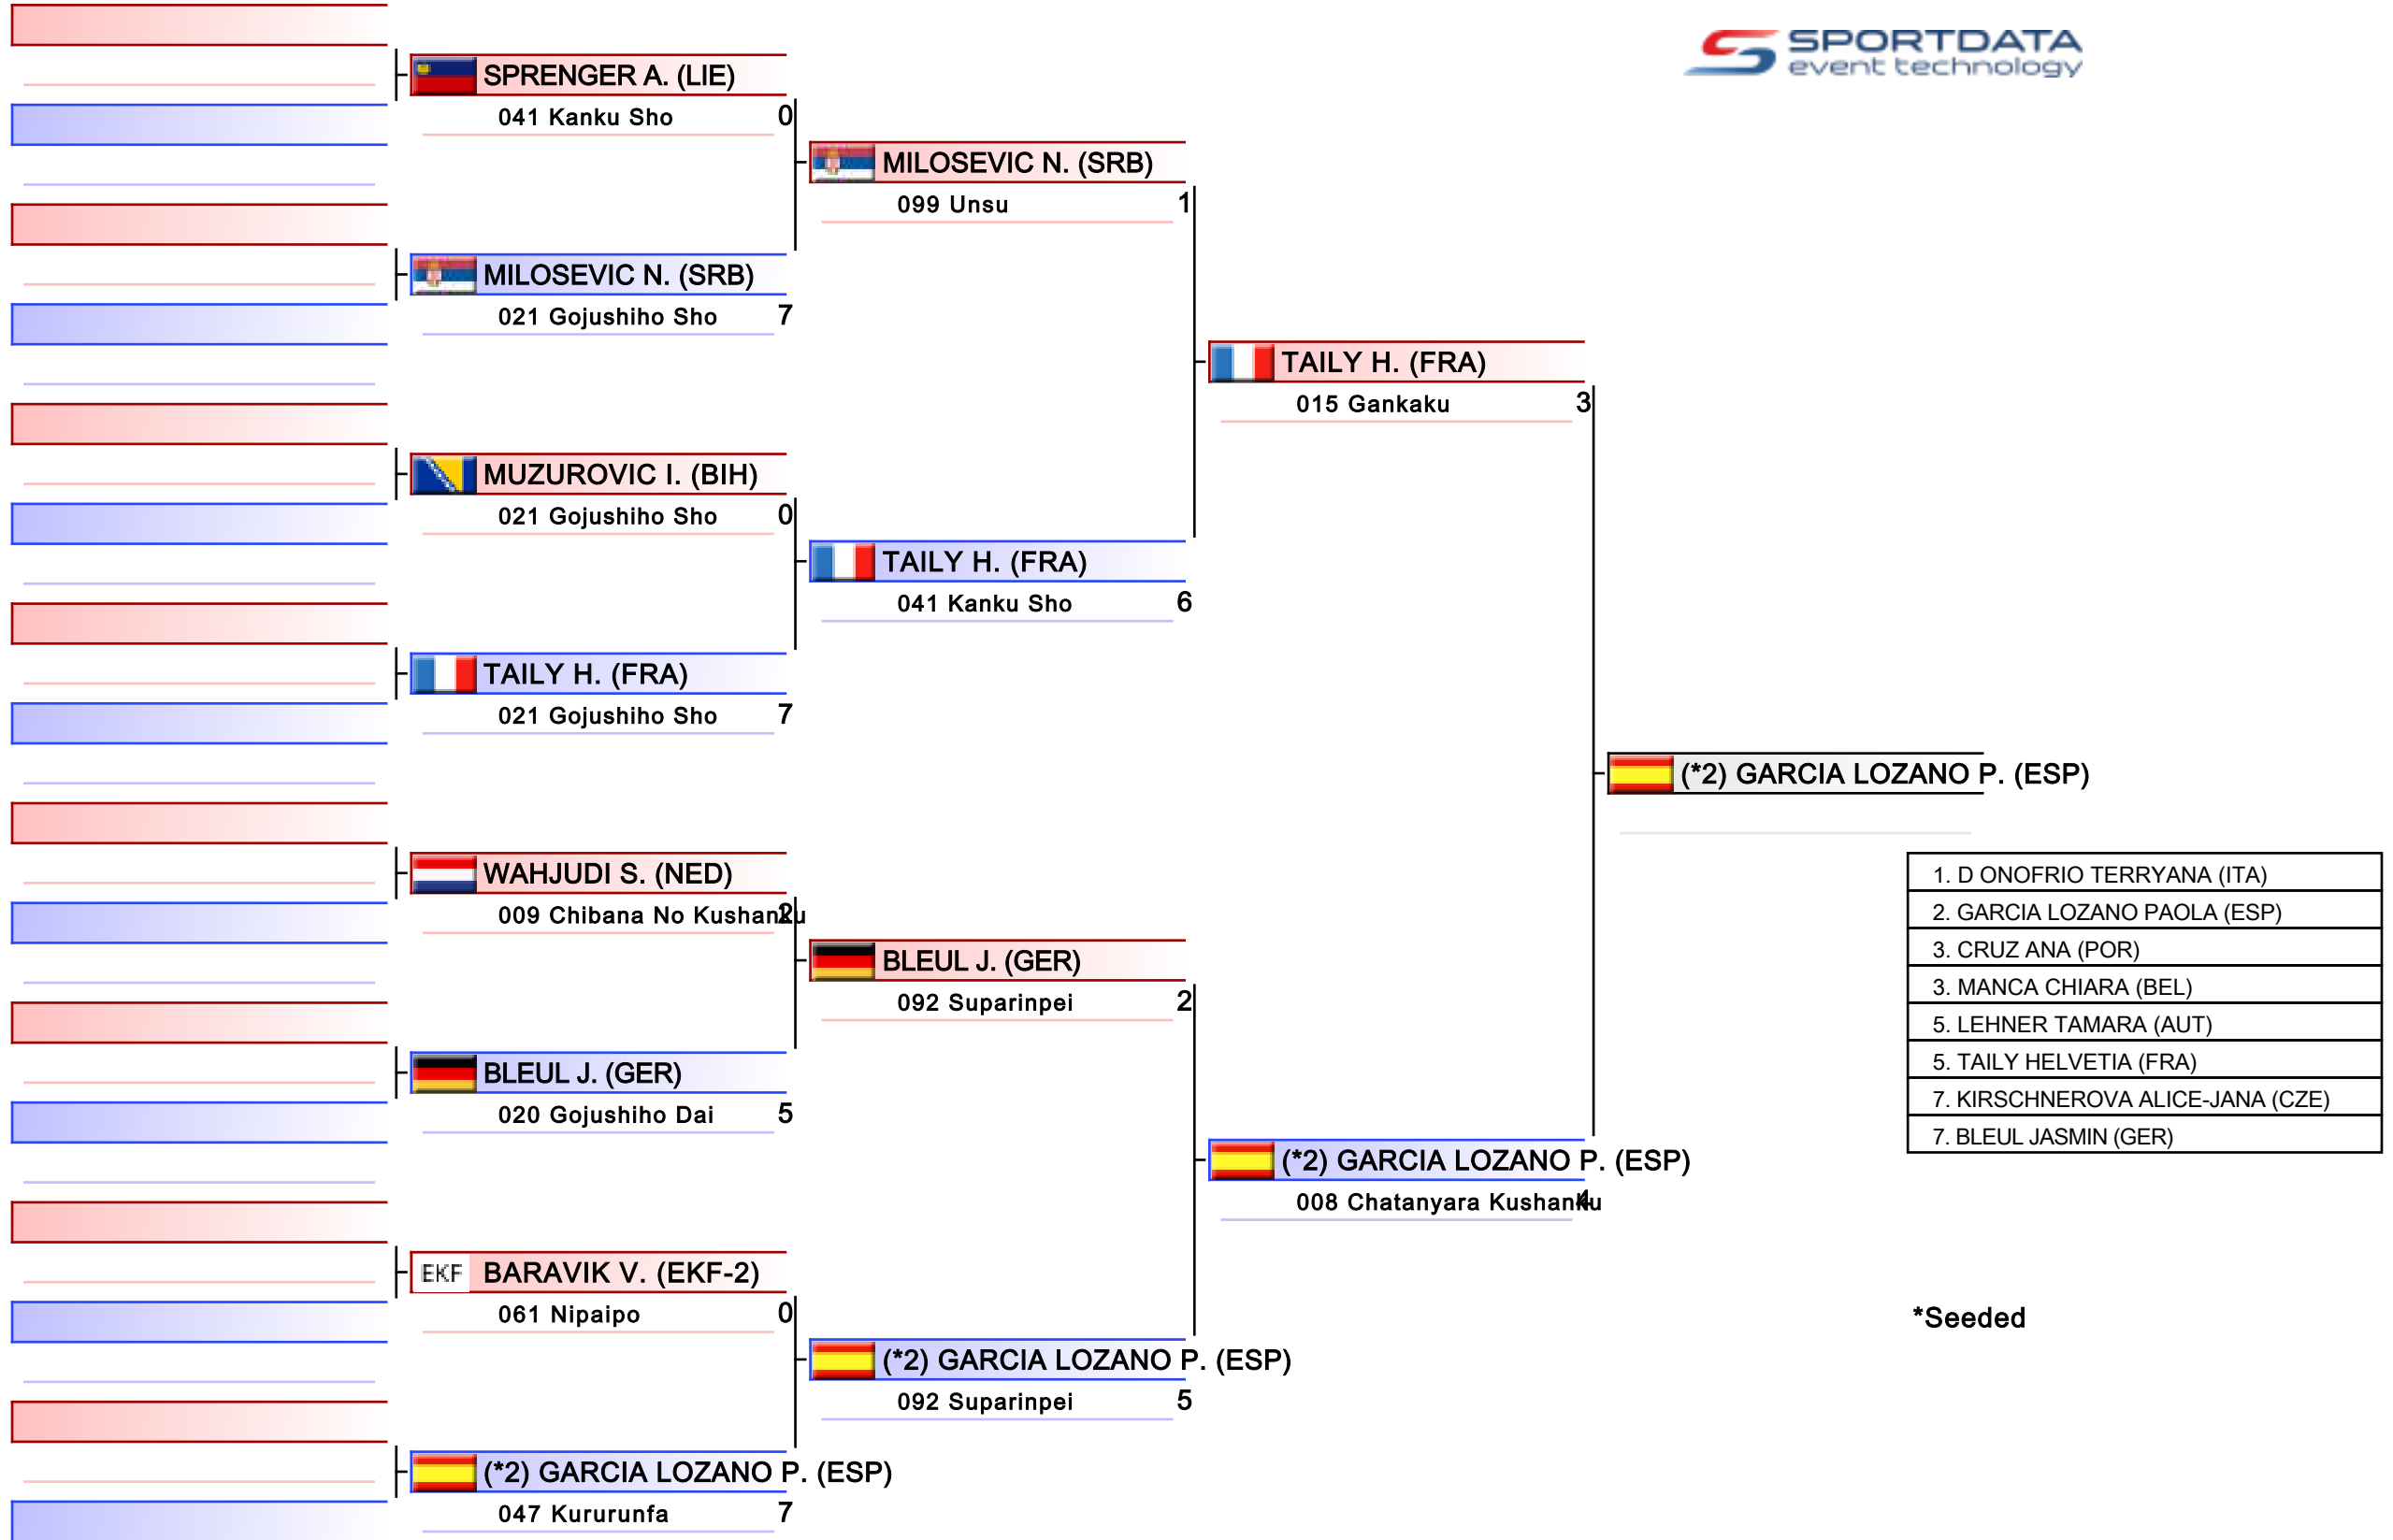 SPORTDATA
event technology
SPRENGER A. (LIE)
041 Kanku Sho 0
MILOSEVIC N. (SRB)
099 Unsu 1
MILOSEVIC N. (SRB)
021 Gojushiho Sho 7
TAILY H. (FRA)
015 Gankaku 3
MUZUROVIC I. (BIH)
021 Gojushiho Sho 0
TAILY H. (FRA)
041 Kanku Sho 6
TAILY H. (FRA)
021 Gojushiho Sho 7
(*2) GARCIA LOZANO P. (ESP)
WAHJUDI S. (NED)
009 Chibana No Kushanku 2
BLEUL J. (GER)
092 Suparinpei 2
BLEUL J. (GER)
020 Gojushiho Dai 5
(*2) GARCIA LOZANO P. (ESP)
008 Chatanyara Kushanku 4
EKF BARAVIK V. (EKF-2)
061 Nipaipo 0
(*2) GARCIA LOZANO P. (ESP)
092 Suparinpei 5
(*2) GARCIA LOZANO P. (ESP)
047 Kururunfa 7
1. D ONOFRIO TERRYANA (ITA)
2. GARCIA LOZANO PAOLA (ESP)
3. CRUZ ANA (POR)
3. MANCA CHIARA (BEL)
5. LEHNER TAMARA (AUT)
5. TAILY HELVETIA (FRA)
7. KIRSCHNEROVA ALICE-JANA (CZE)
7. BLEUL JASMIN (GER)
*Seeded